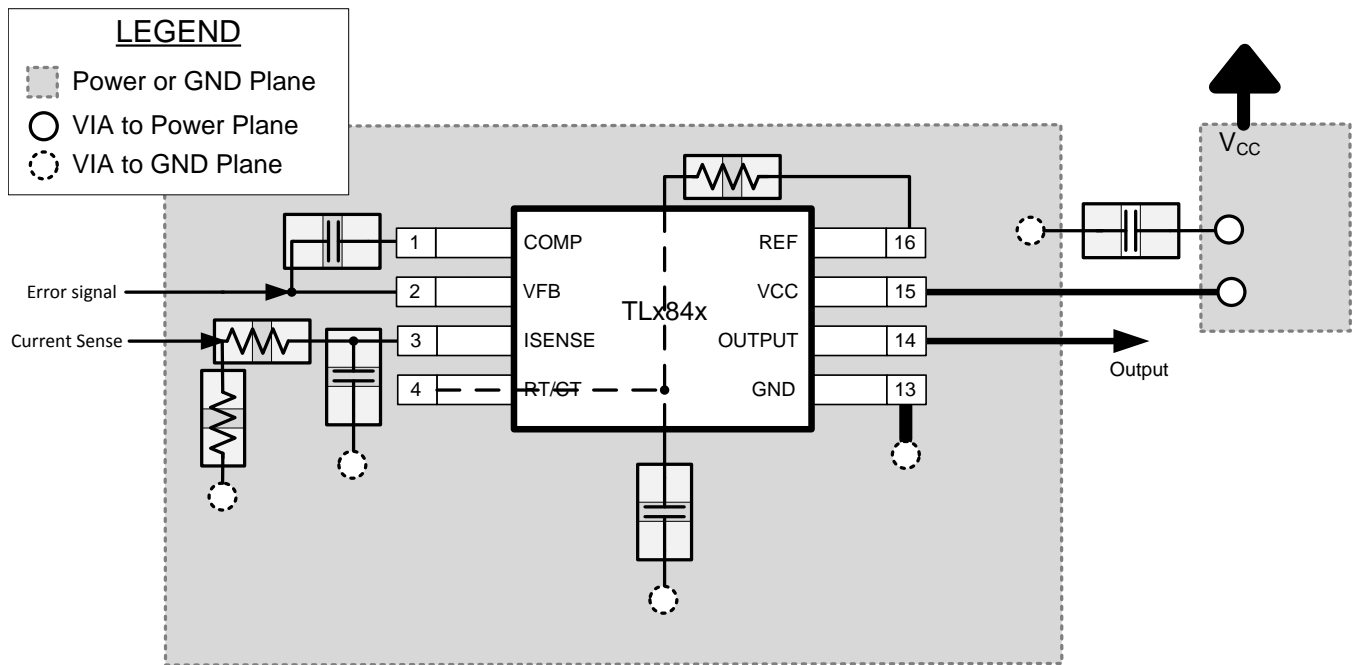 LEGEND
Power or GND Plane
VIA to Power Plane
VIA to GND Plane
VCC
1 COMP REF 16
Error signal 2 VFB VCC 15
TLx84x
Current Sense 3 ISENSE OUTPUT 14
Output
4 RT/CT GND 13